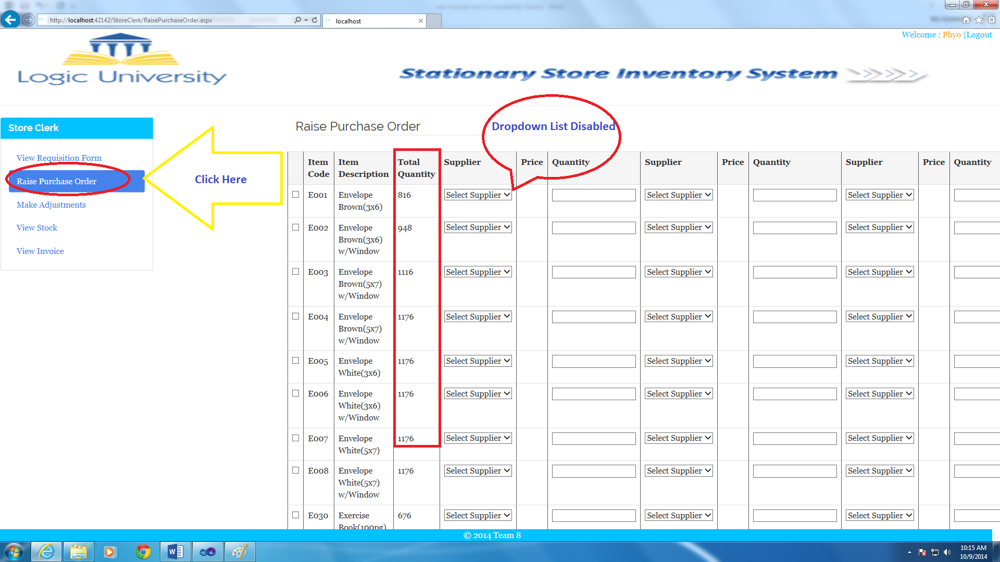 http://localhost:42142/StoreClerk/RaisePurchaseOrder.aspx
localhost
Welcome : Phyo |Logout
Logic University
Stationary Store Inventory System
Store Clerk
View Requisition Form
Raise Purchase Order
Make Adjustments
View Stock
View Invoice
Click Here
Raise Purchase Order
Dropdown List Disabled
Item Code Item Description Total Quantity Supplier Price Quantity Supplier Price Quantity Supplier Price Quantity
E001 Envelope Brown(3x6) 816 Select Supplier Select Supplier Select Supplier
E002 Envelope Brown(3x6) w/Window 948 Select Supplier Select Supplier Select Supplier
E003 Envelope Brown(5x7) w/Window 1116 Select Supplier Select Supplier Select Supplier
E004 Envelope Brown(5x7) w/Window 1176 Select Supplier Select Supplier Select Supplier
E005 Envelope White(3x6) 1176 Select Supplier Select Supplier Select Supplier
E006 Envelope White(3x6) w/Window 1176 Select Supplier Select Supplier Select Supplier
E007 Envelope White(5x7) 1176 Select Supplier Select Supplier Select Supplier
E008 Envelope White(5x7) w/Window 1176 Select Supplier Select Supplier Select Supplier
E030 Exercise Book(100pg) 676 Select Supplier Select Supplier Select Supplier
© 2014 Team 8
10:15 AM
10/9/2014